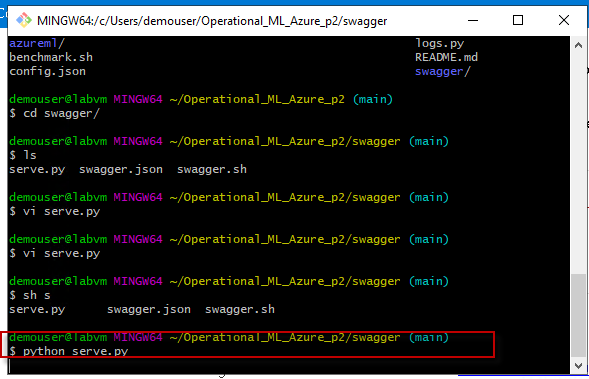 MINGW64:/c/Users/demouser/Operational_ML_Azure_p2/swagger
azureml/ logs.py
benchmark.sh README.md
config.json swagger/
demouser@labvm MINGW64 ~/Operational_ML_Azure_p2 (main)
$ cd swagger/
demouser@labvm MINGW64 ~/Operational_ML_Azure_p2/swagger (main)
$ ls
serve.py swagger.json swagger.sh
demouser@labvm MINGW64 ~/Operational_ML_Azure_p2/swagger (main)
$ vi serve.py
demouser@labvm MINGW64 ~/Operational_ML_Azure_p2/swagger (main)
$ vi serve.py
demouser@labvm MINGW64 ~/Operational_ML_Azure_p2/swagger (main)
$ sh s
serve.py swagger.json swagger.sh
demouser@labvm MINGW64 ~/Operational_ML_Azure_p2/swagger (main)
$ python serve.py